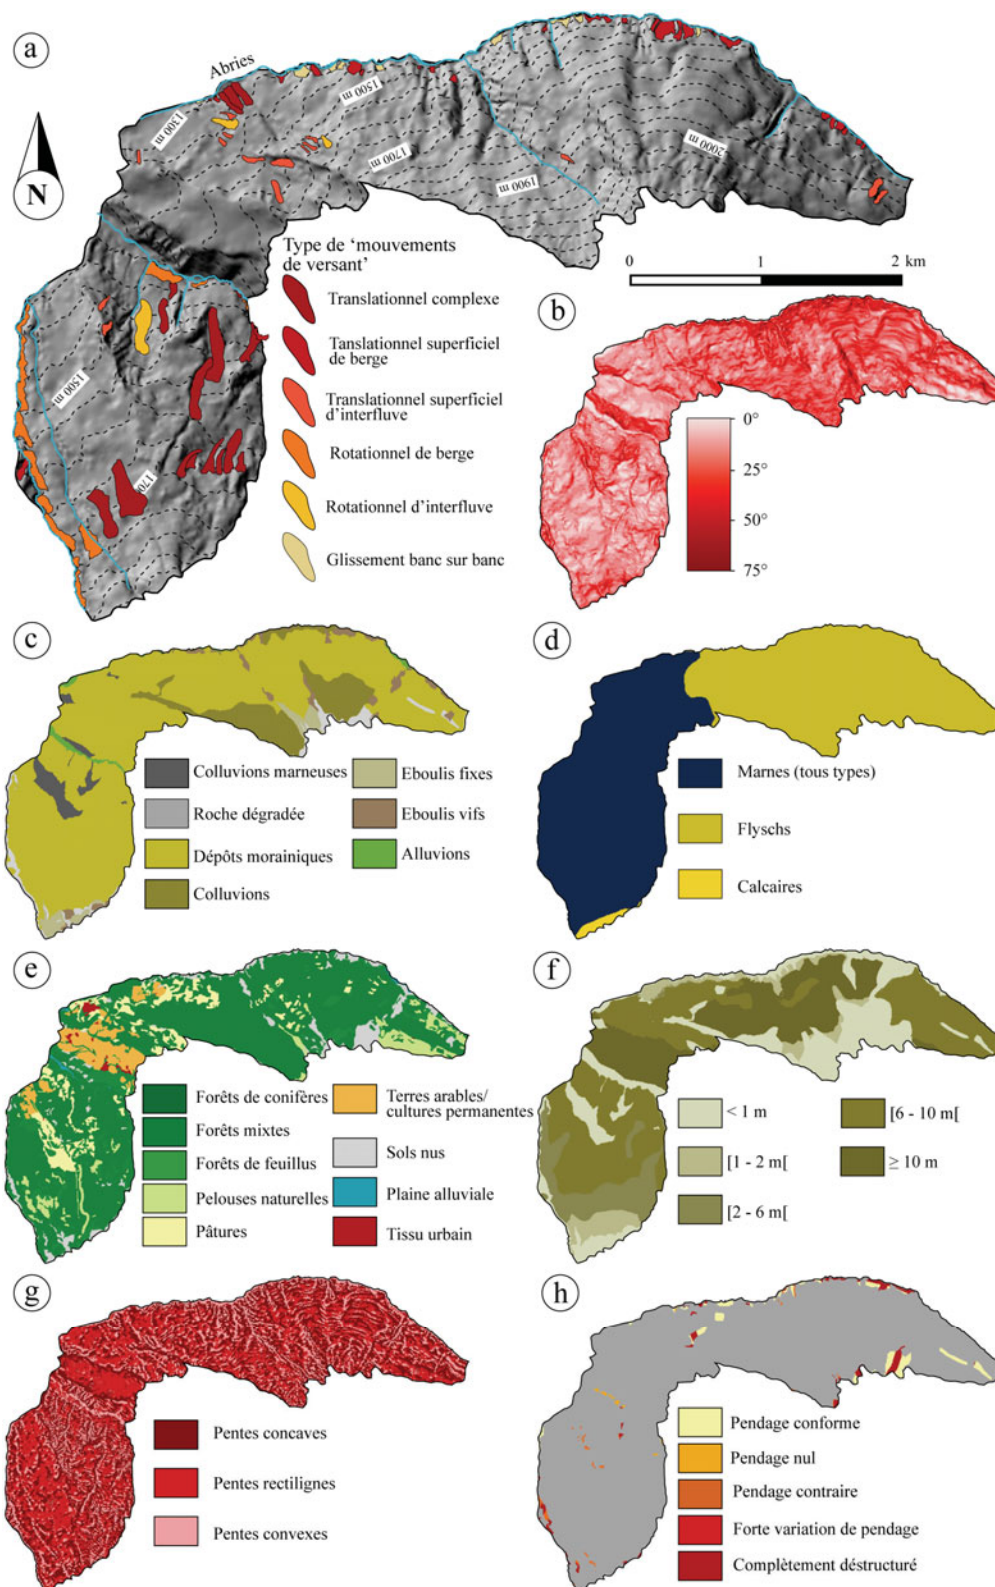 a
Abries
1300 m
1500 m
1700 m
1900 m
2000 m
N
Type de ‘mouvements
de versant’
Translationnel complexe
Tanslationnel superficiel
de berge
Translationnel superficiel
d’interfluve
Rotationnel de berge
Rotationnel d’interfluve
Glissement banc sur banc
1500 m
170
0 1 2 km
b
0°
25°
50°
75°
c
Colluvions marneuses
Roche dégradée
Dépôts morainiques
Colluvions
Eboulis fixes
Eboulis vifs
Alluvions
d
Marnes (tous types)
Flyschs
Calcaires
e
Forêts de conifères
Forêts mixtes
Forêts de feuillus
Pelouses naturelles
Pâtures
Terres arables/
cultures permanentes
Sols nus
Plaine alluviale
Tissu urbain
f
< 1 m
[1 - 2 m[
[2 - 6 m[
[6 - 10 m[
≥ 10 m
g
Pentes concaves
Pentes rectilignes
Pentes convexes
h
Pendage conforme
Pendage nul
Pendage contraire
Forte variation de pendage
Complètement déstructuré